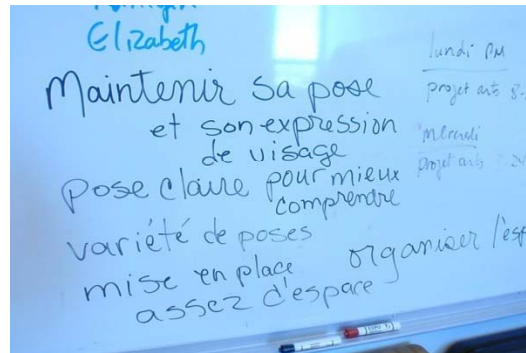 Elizabeth
Maintenir sa pose
et son expression
de visage
pose claire pour mieux
comprendre
variété de poses
mise en place
assez d'espace
organiser l'esp
lundi PM
projet arts 8-
mercredi
projet arts